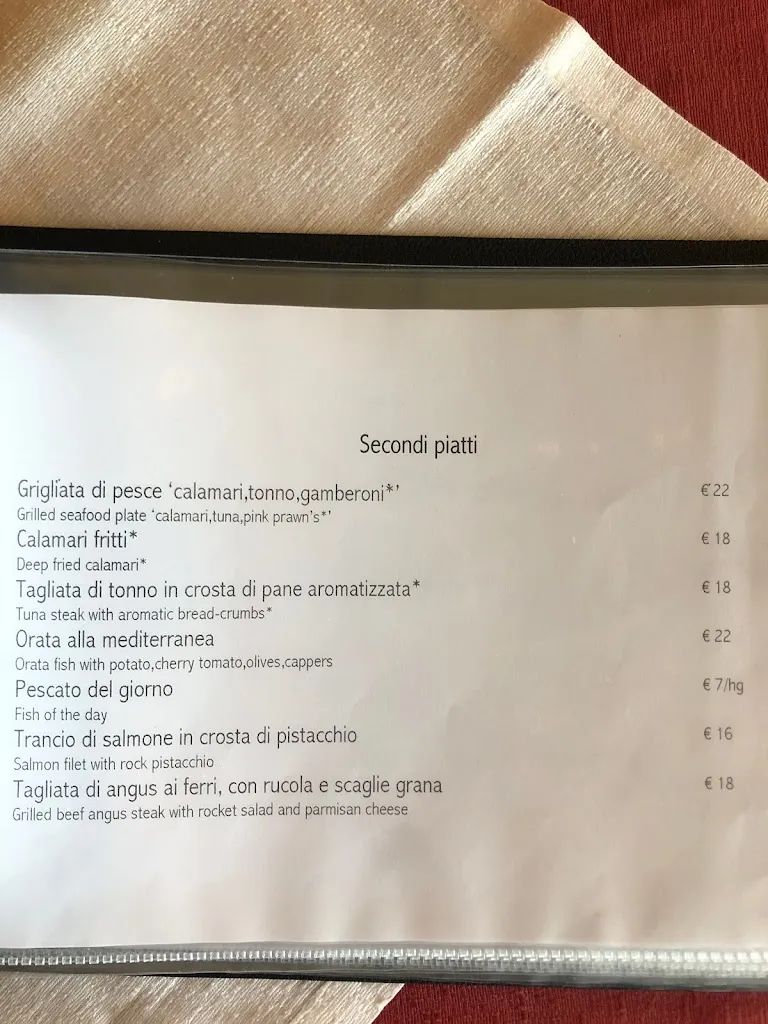 Secondi piatti
Grigliata di pesce ‘calamari,tonno,gamberoni*’ € 22
Grilled seafood plate ‘calamari,tuna,pink prawn's*’
Calamari fritti* € 18
Deep fried calamari*
Tagliata di tonno in crosta di pane aromatizzata* € 18
Tuna steak with aromatic bread-crumbs*
Orata alla mediterranea € 22
Orata fish with potato,cherry tomato,olives,cappers
Pescato del giorno € 7/hg
Fish of the day
Trancio di salmone in crosta di pistacchio € 16
Salmon filet with rock pistacchio
Tagliata di angus ai ferri, con rucola e scaglie grana € 18
Grilled beef angus steak with rocket salad and parmisan cheese